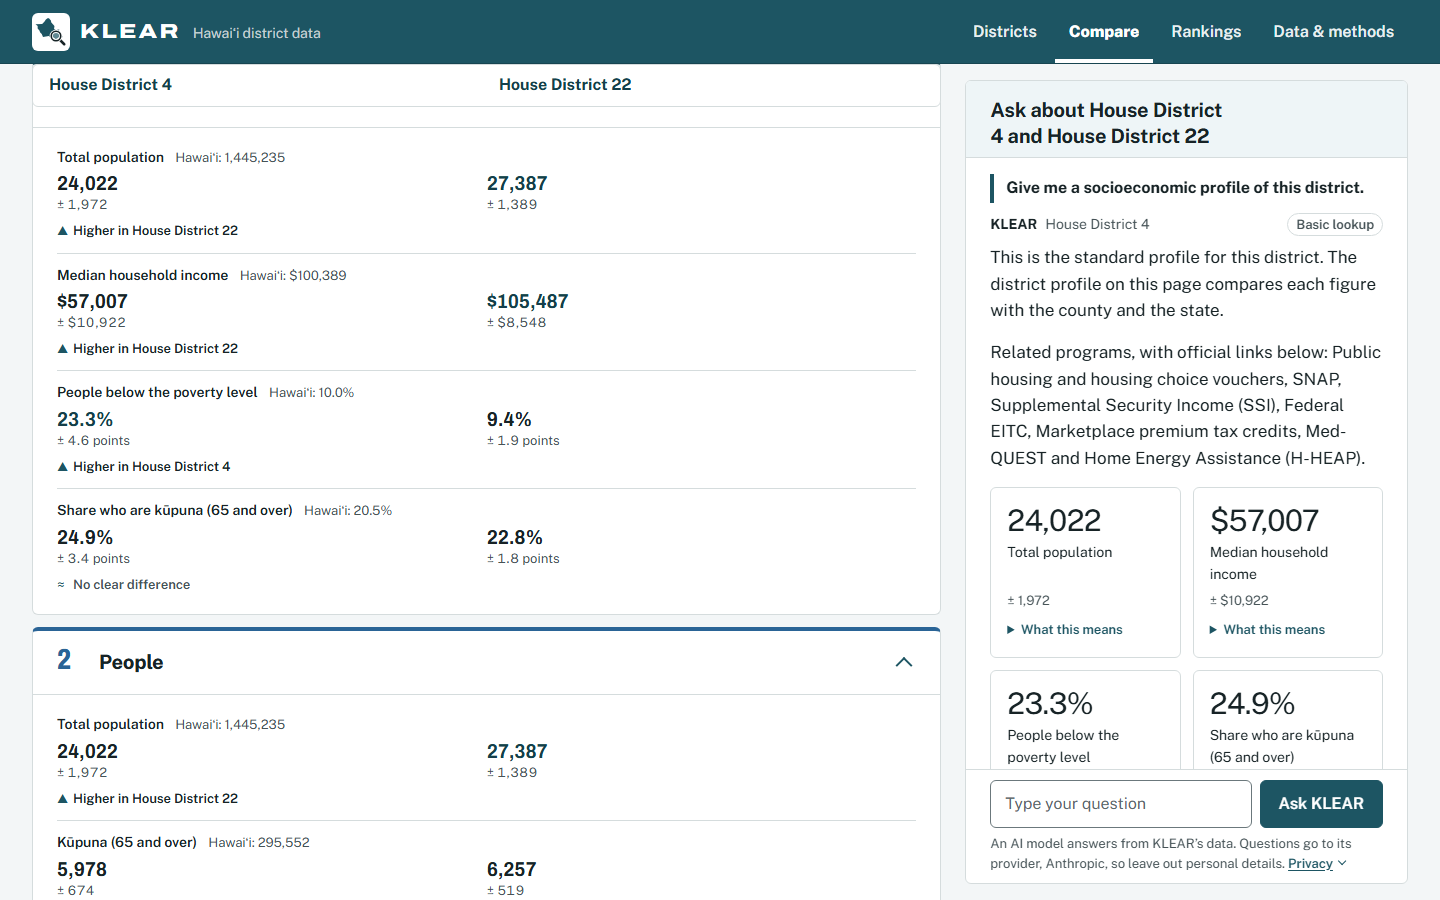 KLEAR Hawaiʻi district data
Districts
Compare
Rankings
Data & methods
House District 4
House District 22
Total population Hawaiʻi: 1,445,235
24,022
27,387
± 1,972
± 1,389
▲ Higher in House District 22
Median household income Hawaiʻi: $100,389
$57,007
$105,487
± $10,922
± $8,548
▲ Higher in House District 22
People below the poverty level Hawaiʻi: 10.0%
23.3%
9.4%
± 4.6 points
± 1.9 points
▲ Higher in House District 4
Share who are kūpuna (65 and over) Hawaiʻi: 20.5%
24.9%
22.8%
± 3.4 points
± 1.8 points
≈ No clear difference
2 People
Total population Hawaiʻi: 1,445,235
24,022
27,387
± 1,972
± 1,389
▲ Higher in House District 22
Kūpuna (65 and over) Hawaiʻi: 295,552
5,978
6,257
± 674
± 519
Ask about House District
4 and House District 22
Give me a socioeconomic profile of this district.
KLEAR House District 4
Basic lookup
This is the standard profile for this district. The
district profile on this page compares each figure
with the county and the state.
Related programs, with official links below: Public
housing and housing choice vouchers, SNAP,
Supplemental Security Income (SSI), Federal
EITC, Marketplace premium tax credits, Med-
QUEST and Home Energy Assistance (H-HEAP).
24,022
Total population
± 1,972
▶ What this means
$57,007
Median household
income
± $10,922
▶ What this means
23.3%
People below the
poverty level
24.9%
Share who are kūpuna
(65 and over)
Type your question
Ask KLEAR
An AI model answers from KLEAR’s data. Questions go to its
provider, Anthropic, so leave out personal details. Privacy